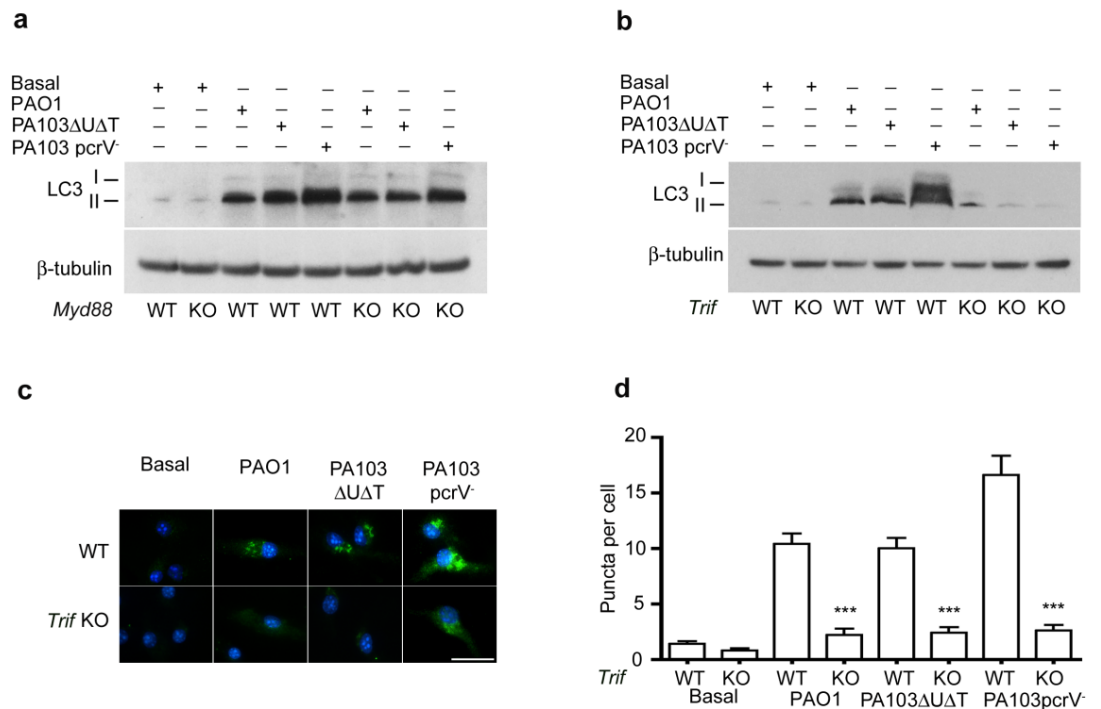 a
Basal + + – – – – – –
PAO1 – – + – – + – –
PA103ΔUΔT – – – + – – + –
PA103 pcrV- – – – – + – – +
LC3 I
II
β-tubulin
Myd88 WT KO WT WT WT KO KO KO
b
Basal + + – – – – – –
PAO1 – – + – – + – –
PA103ΔUΔT – – – + – – + –
PA103 pcrV- – – – – + – – +
LC3 I
II
β-tubulin
Trif WT KO WT WT WT KO KO KO
c
Basal PAO1 PA103 PA103
ΔUΔT pcrV-
WT
Trif KO
d
Puncta per cell
20
15
10
5
0
*** *** ***
Trif WT KO WT KO WT KO WT KO
Basal PAO1 PA103ΔUΔT PA103pcrV-